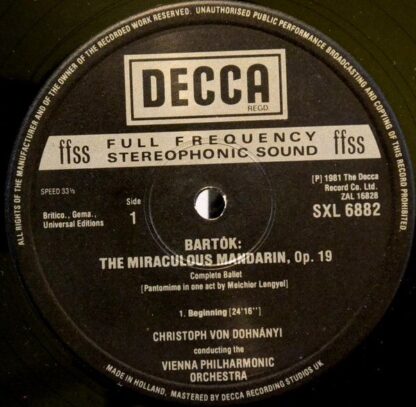 ALL RIGHTS OF THE MANUFACTURER AND OF THE OWNER OF THE RECORDED WORK RESERVED. UNAUTHORISED PUBLIC PERFORMANCE BROADCASTING AND COPYING OF THIS RECORD PROHIBITED
DECCA
REGD.
ffss FULL FREQUENCY STEREOPHONIC SOUND ffss
SPEED 33⅓
[P] 1981 The Decca
Record Co. Ltd.
ZAL 16828
SXL 6882
Britico., Gema.,
Universal Editions
Side
1
BARTÓK:
THE MIRACULOUS MANDARIN, Op. 19
Complete Ballet
[Pantomime in one act by Melchior Lengyel]
1. Beginning [24'16'']
CHRISTOPH VON DOHNÁNYI
conducting the
VIENNA PHILHARMONIC
ORCHESTRA
MADE IN HOLLAND, MASTERED BY DECCA RECORDING STUDIOS UK